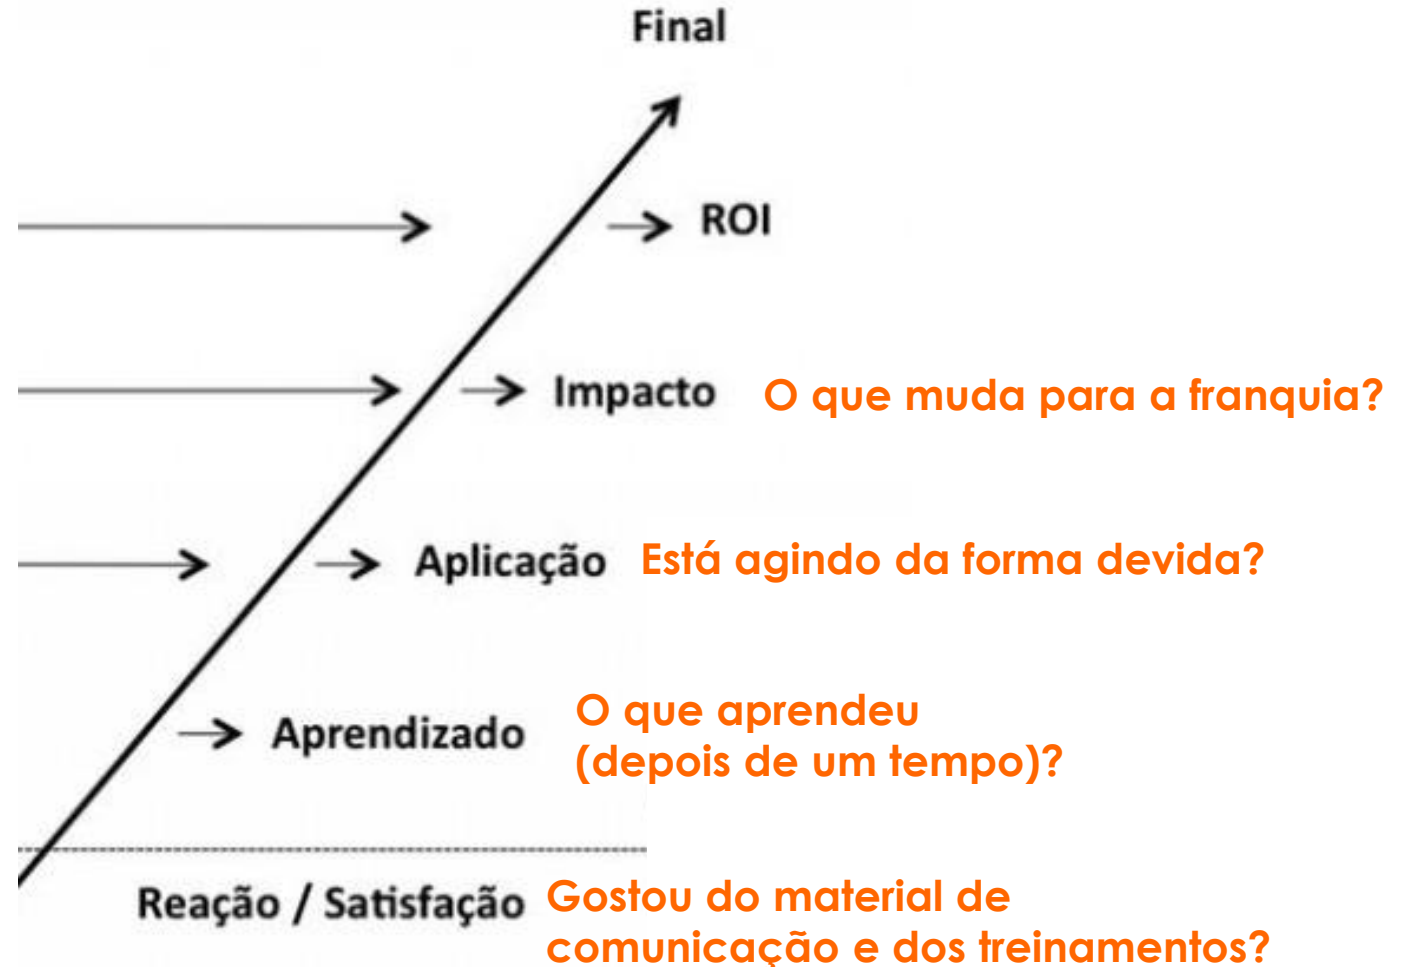 Final
ROI
Impacto O que muda para a franquia?
Aplicação Está agindo da forma devida?
Aprendizado O que aprendeu
(depois de um tempo)?
Reação / Satisfação Gostou do material de
comunicação e dos treinamentos?